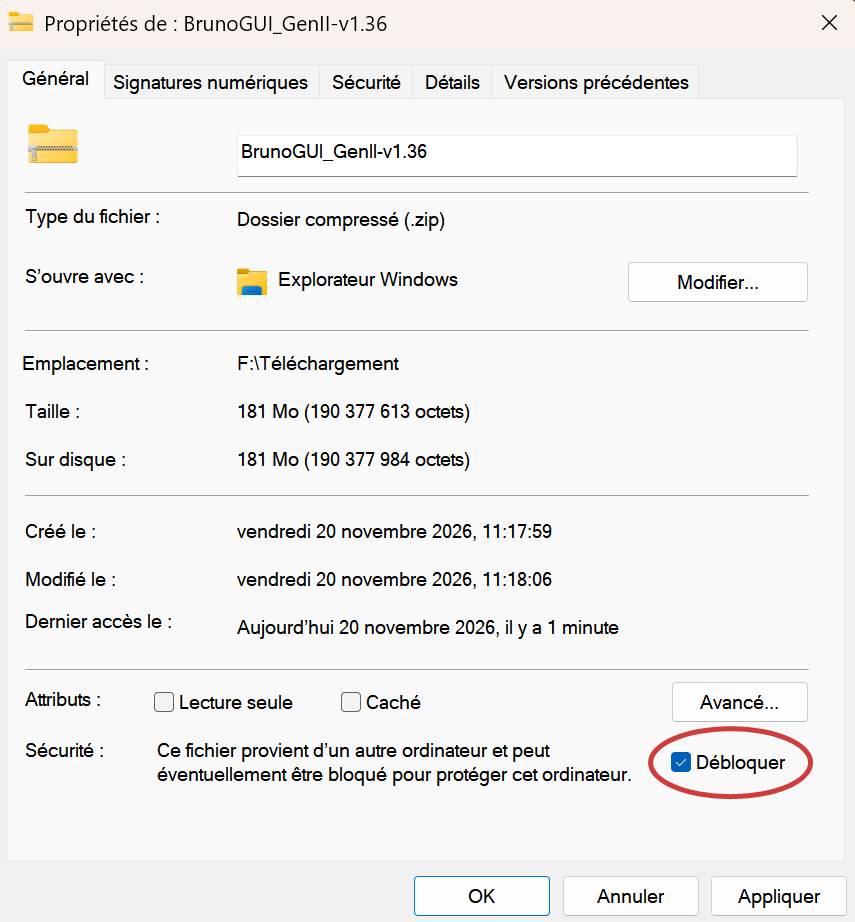 Propriétés de : BrunoGUI_GenII-v1.36
Général
Signatures numériques
Sécurité
Détails
Versions précédentes
BrunoGUI_GenII-v1.36
Type du fichier :
Dossier compressé (.zip)
S’ouvre avec :
Explorateur Windows
Modifier...
Emplacement :
F:\Téléchargement
Taille :
181 Mo (190 377 613 octets)
Sur disque :
181 Mo (190 377 984 octets)
Créé le :
vendredi 20 novembre 2026, 11:17:59
Modifié le :
vendredi 20 novembre 2026, 11:18:06
Dernier accès le :
Aujourd’hui 20 novembre 2026, il y a 1 minute
Attributs :
Lecture seule
Caché
Avancé...
Sécurité :
Ce fichier provient d’un autre ordinateur et peut
éventuellement être bloqué pour protéger cet ordinateur.
Débloquer
OK
Annuler
Appliquer